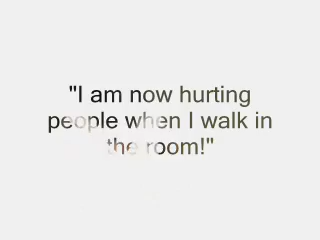 "I am now hurting
people when I walk in
the room!"